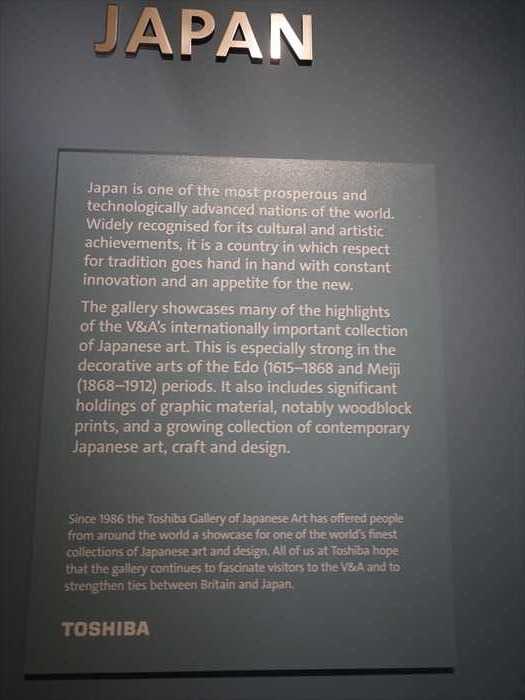 JAPAN
Japan is one of the most prosperous and
technologically advanced nations of the world.
Widely recognised for its cultural and artistic
achievements, it is a country in which respect
for tradition goes hand in hand with constant
innovation and an appetite for the new.
The gallery showcases many of the highlights
of the V&A's internationally important collection
of Japanese art. This is especially strong in the
decorative arts of the Edo (1615–1868 and Meiji
(1868–1912) periods. It also includes significant
holdings of graphic material, notably woodblock
prints, and a growing collection of contemporary
Japanese art, craft and design.
Since 1986 the Toshiba Gallery of Japanese Art has offered people
from around the world a showcase for one of the world's finest
collections of Japanese art and design. All of us at Toshiba hope
that the gallery continues to fascinate visitors to the V&A and to
strengthen ties between Britain and Japan.
TOSHIBA